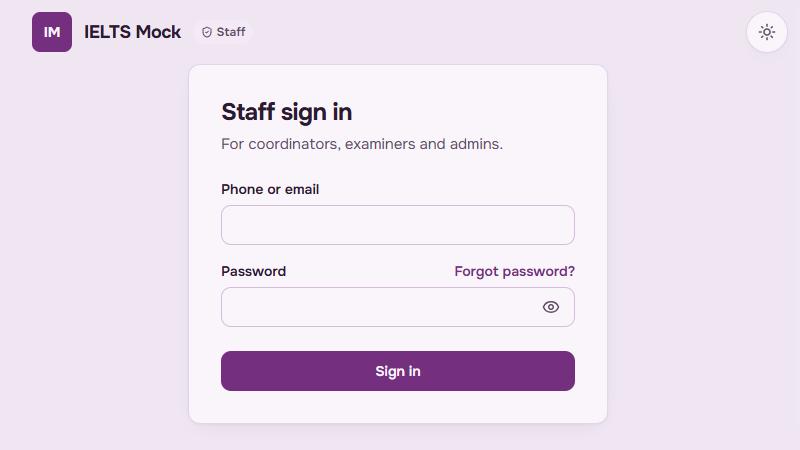 IM
IELTS Mock
Staff
Staff sign in
For coordinators, examiners and admins.
Phone or email
Password
Forgot password?
Sign in